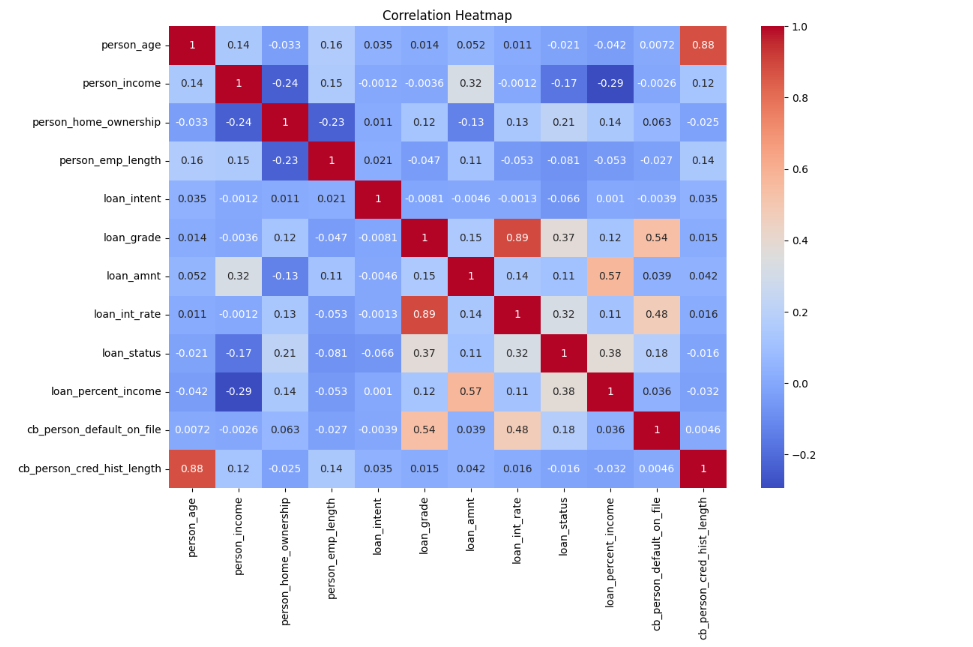 Correlation Heatmap
person_age 1 0.14 -0.033 0.16 0.035 0.014 0.052 0.011 -0.021 -0.042 0.0072 0.88
person_income 0.14 1 -0.24 0.15 -0.0012 -0.0036 0.32 -0.0012 -0.17 -0.29 -0.0026 0.12
person_home_ownership -0.033 -0.24 1 -0.23 0.011 0.12 -0.13 0.13 0.21 0.14 0.063 -0.025
person_emp_length 0.16 0.15 -0.23 1 0.021 -0.047 0.11 -0.053 -0.081 -0.053 -0.027 0.14
loan_intent 0.035 -0.0012 0.011 0.021 1 -0.0081 -0.0046 -0.0013 -0.066 0.001 -0.0039 0.035
loan_grade 0.014 -0.0036 0.12 -0.047 -0.0081 1 0.15 0.89 0.37 0.12 0.54 0.015
loan_amnt 0.052 0.32 -0.13 0.11 -0.0046 0.15 1 0.14 0.11 0.57 0.039 0.042
loan_int_rate 0.011 -0.0012 0.13 -0.053 -0.0013 0.89 0.14 1 0.32 0.11 0.48 0.016
loan_status -0.021 -0.17 0.21 -0.081 -0.066 0.37 0.11 0.32 1 0.38 0.18 -0.016
loan_percent_income -0.042 -0.29 0.14 -0.053 0.001 0.12 0.57 0.11 0.38 1 0.036 -0.032
cb_person_default_on_file 0.0072 -0.0026 0.063 -0.027 -0.0039 0.54 0.039 0.48 0.18 0.036 1 0.0046
cb_person_cred_hist_length 0.88 0.12 -0.025 0.14 0.035 0.015 0.042 0.016 -0.016 -0.032 0.0046 1
person_age
person_income
person_home_ownership
person_emp_length
loan_intent
loan_grade
loan_amnt
loan_int_rate
loan_status
loan_percent_income
cb_person_default_on_file
cb_person_cred_hist_length
1.0
0.8
0.6
0.4
0.2
0.0
−0.2